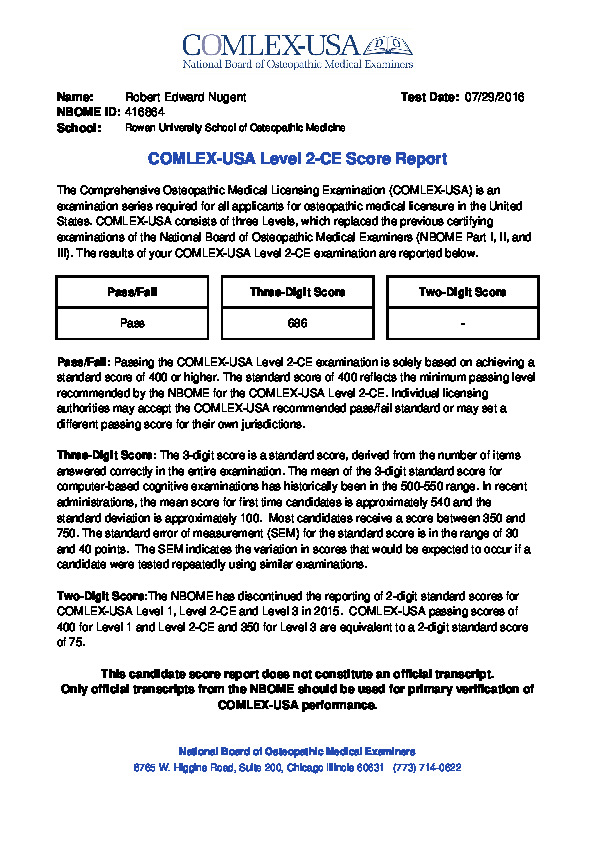 COMLEX-USA
National Board of Osteopathic Medical Examiners
Name: Robert Edward Nugent Test Date: 07/29/2016
NBOME ID: 416864
School: Rowan University School of Osteopathic Medicine
COMLEX-USA Level 2-CE Score Report
The Comprehensive Osteopathic Medical Licensing Examination (COMLEX-USA) is an
examination series required for all applicants for osteopathic medical licensure in the United
States. COMLEX-USA consists of three Levels, which replaced the previous certifying
examinations of the National Board of Osteopathic Medical Examiners (NBOME Part I, II, and
III). The results of your COMLEX-USA Level 2-CE examination are reported below.
Pass/Fail Three-Digit Score Two-Digit Score
Pass 686 -
Pass/Fail: Passing the COMLEX-USA Level 2-CE examination is solely based on achieving a
standard score of 400 or higher. The standard score of 400 reflects the minimum passing level
recommended by the NBOME for the COMLEX-USA Level 2-CE. Individual licensing
authorities may accept the COMLEX-USA recommended pass/fail standard or may set a
different passing score for their own jurisdictions.
Three-Digit Score: The 3-digit score is a standard score, derived from the number of items
answered correctly in the entire examination. The mean of the 3-digit standard score for
computer-based cognitive examinations has historically been in the 500-550 range. In recent
administrations, the mean score for first time candidates is approximately 540 and the
standard deviation is approximately 100. Most candidates receive a score between 350 and
750. The standard error of measurement (SEM) for the standard score is in the range of 30
and 40 points. The SEM indicates the variation in scores that would be expected to occur if a
candidate were tested repeatedly using similar examinations.
Two-Digit Score:The NBOME has discontinued the reporting of 2-digit standard scores for
COMLEX-USA Level 1, Level 2-CE and Level 3 in 2015. COMLEX-USA passing scores of
400 for Level 1 and Level 2-CE and 350 for Level 3 are equivalent to a 2-digit standard score
of 75.
This candidate score report does not constitute an official transcript.
Only official transcripts from the NBOME should be used for primary verification of
COMLEX-USA performance.
National Board of Osteopathic Medical Examiners
8765 W. Higgins Road, Suite 200, Chicago Illinois 60631 (773) 714-0622